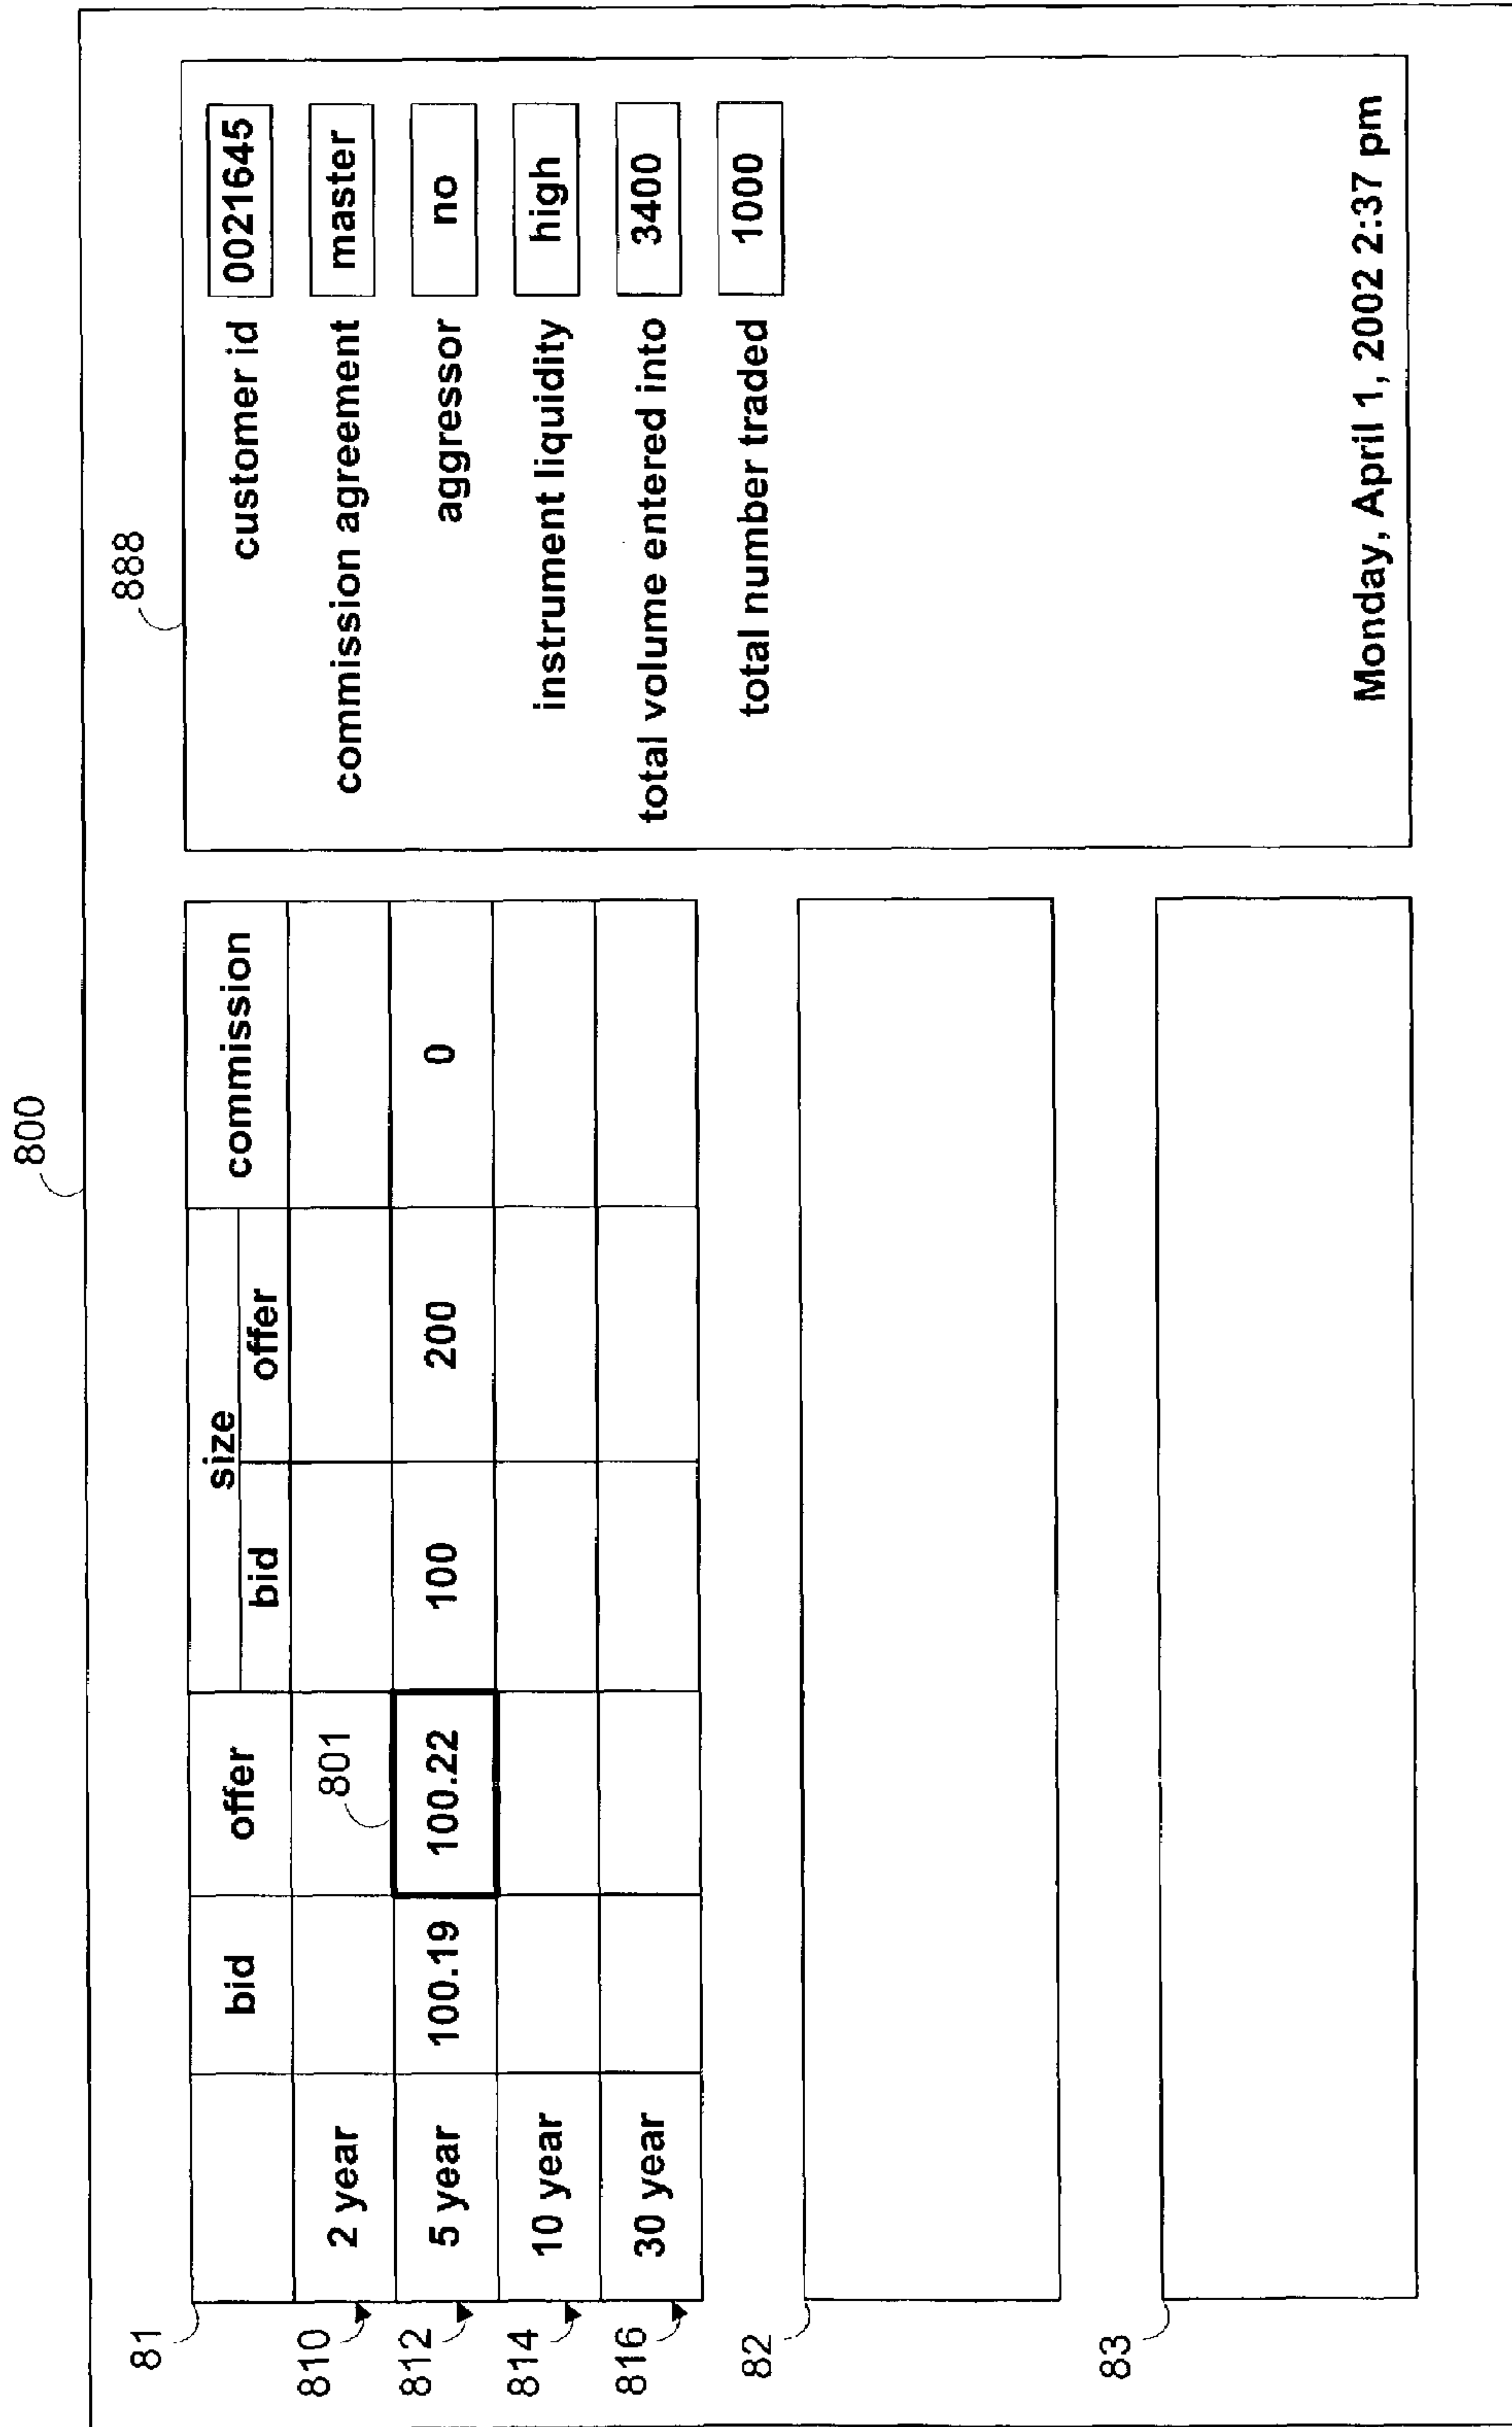 800
888
81
bid offer size commission
bid offer
810 2 year
801
812 5 year 100.19 100.22 100 200 0
814 10 year
816 30 year
82
83
customer id 0021645
commission agreement master
aggressor no
instrument liquidity high
total volume entered into 3400
total number traded 1000
Monday, April 1, 2002 2:37 pm